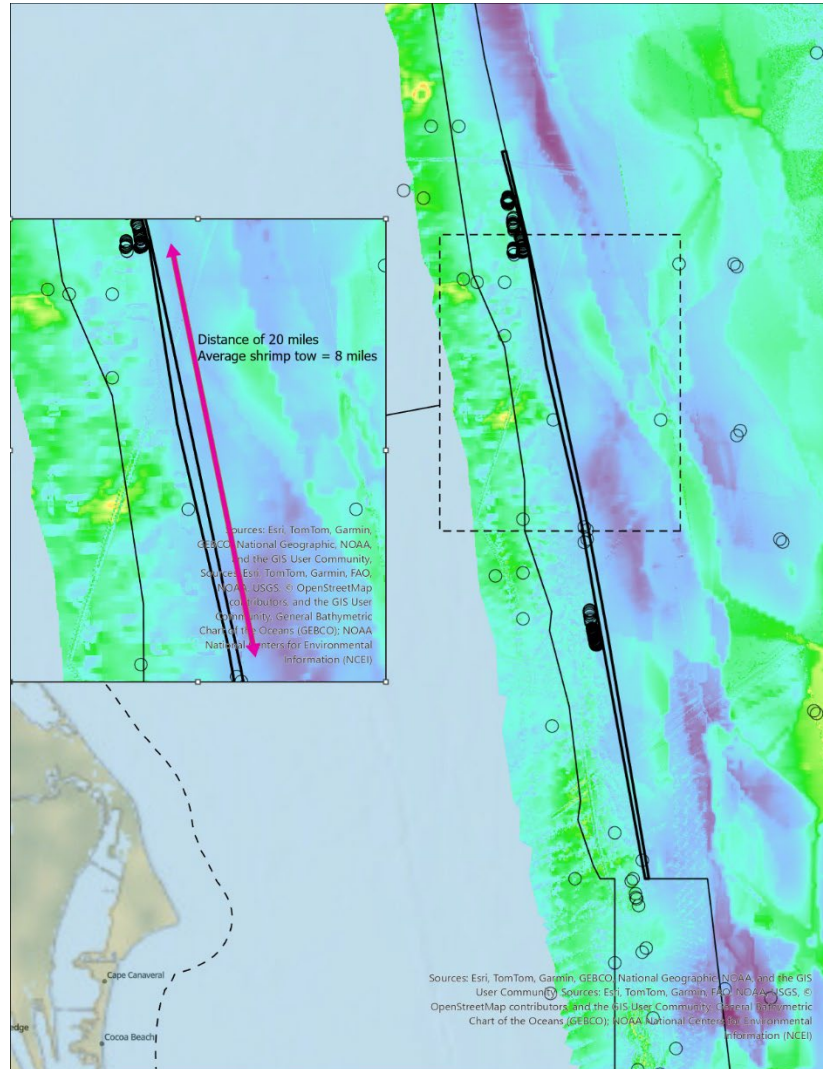 Distance of 20 miles
Average shrimp tow = 8 miles
Sources: Esri, TomTom, Garmin,
GEBCO, National Geographic, NOAA,
and the GIS User Community,
Sources: Esri, TomTom, Garmin, FAO,
NOAA, USGS, © OpenStreetMap
contributors, and the GIS User
Community, General Bathymetric
Chart of the Oceans (GEBCO); NOAA
National Centers for Environmental
Information (NCEI)
Cape Canaveral
edge
Cocoa Beach
Sources: Esri, TomTom, Garmin, GEBCO, National Geographic, NOAA, and the GIS
User Community, Sources: Esri, TomTom, Garmin, FAO, NOAA, USGS, ©
OpenStreetMap contributors, and the GIS User Community, General Bathymetric
Chart of the Oceans (GEBCO); NOAA National Centers for Environmental
Information (NCEI)